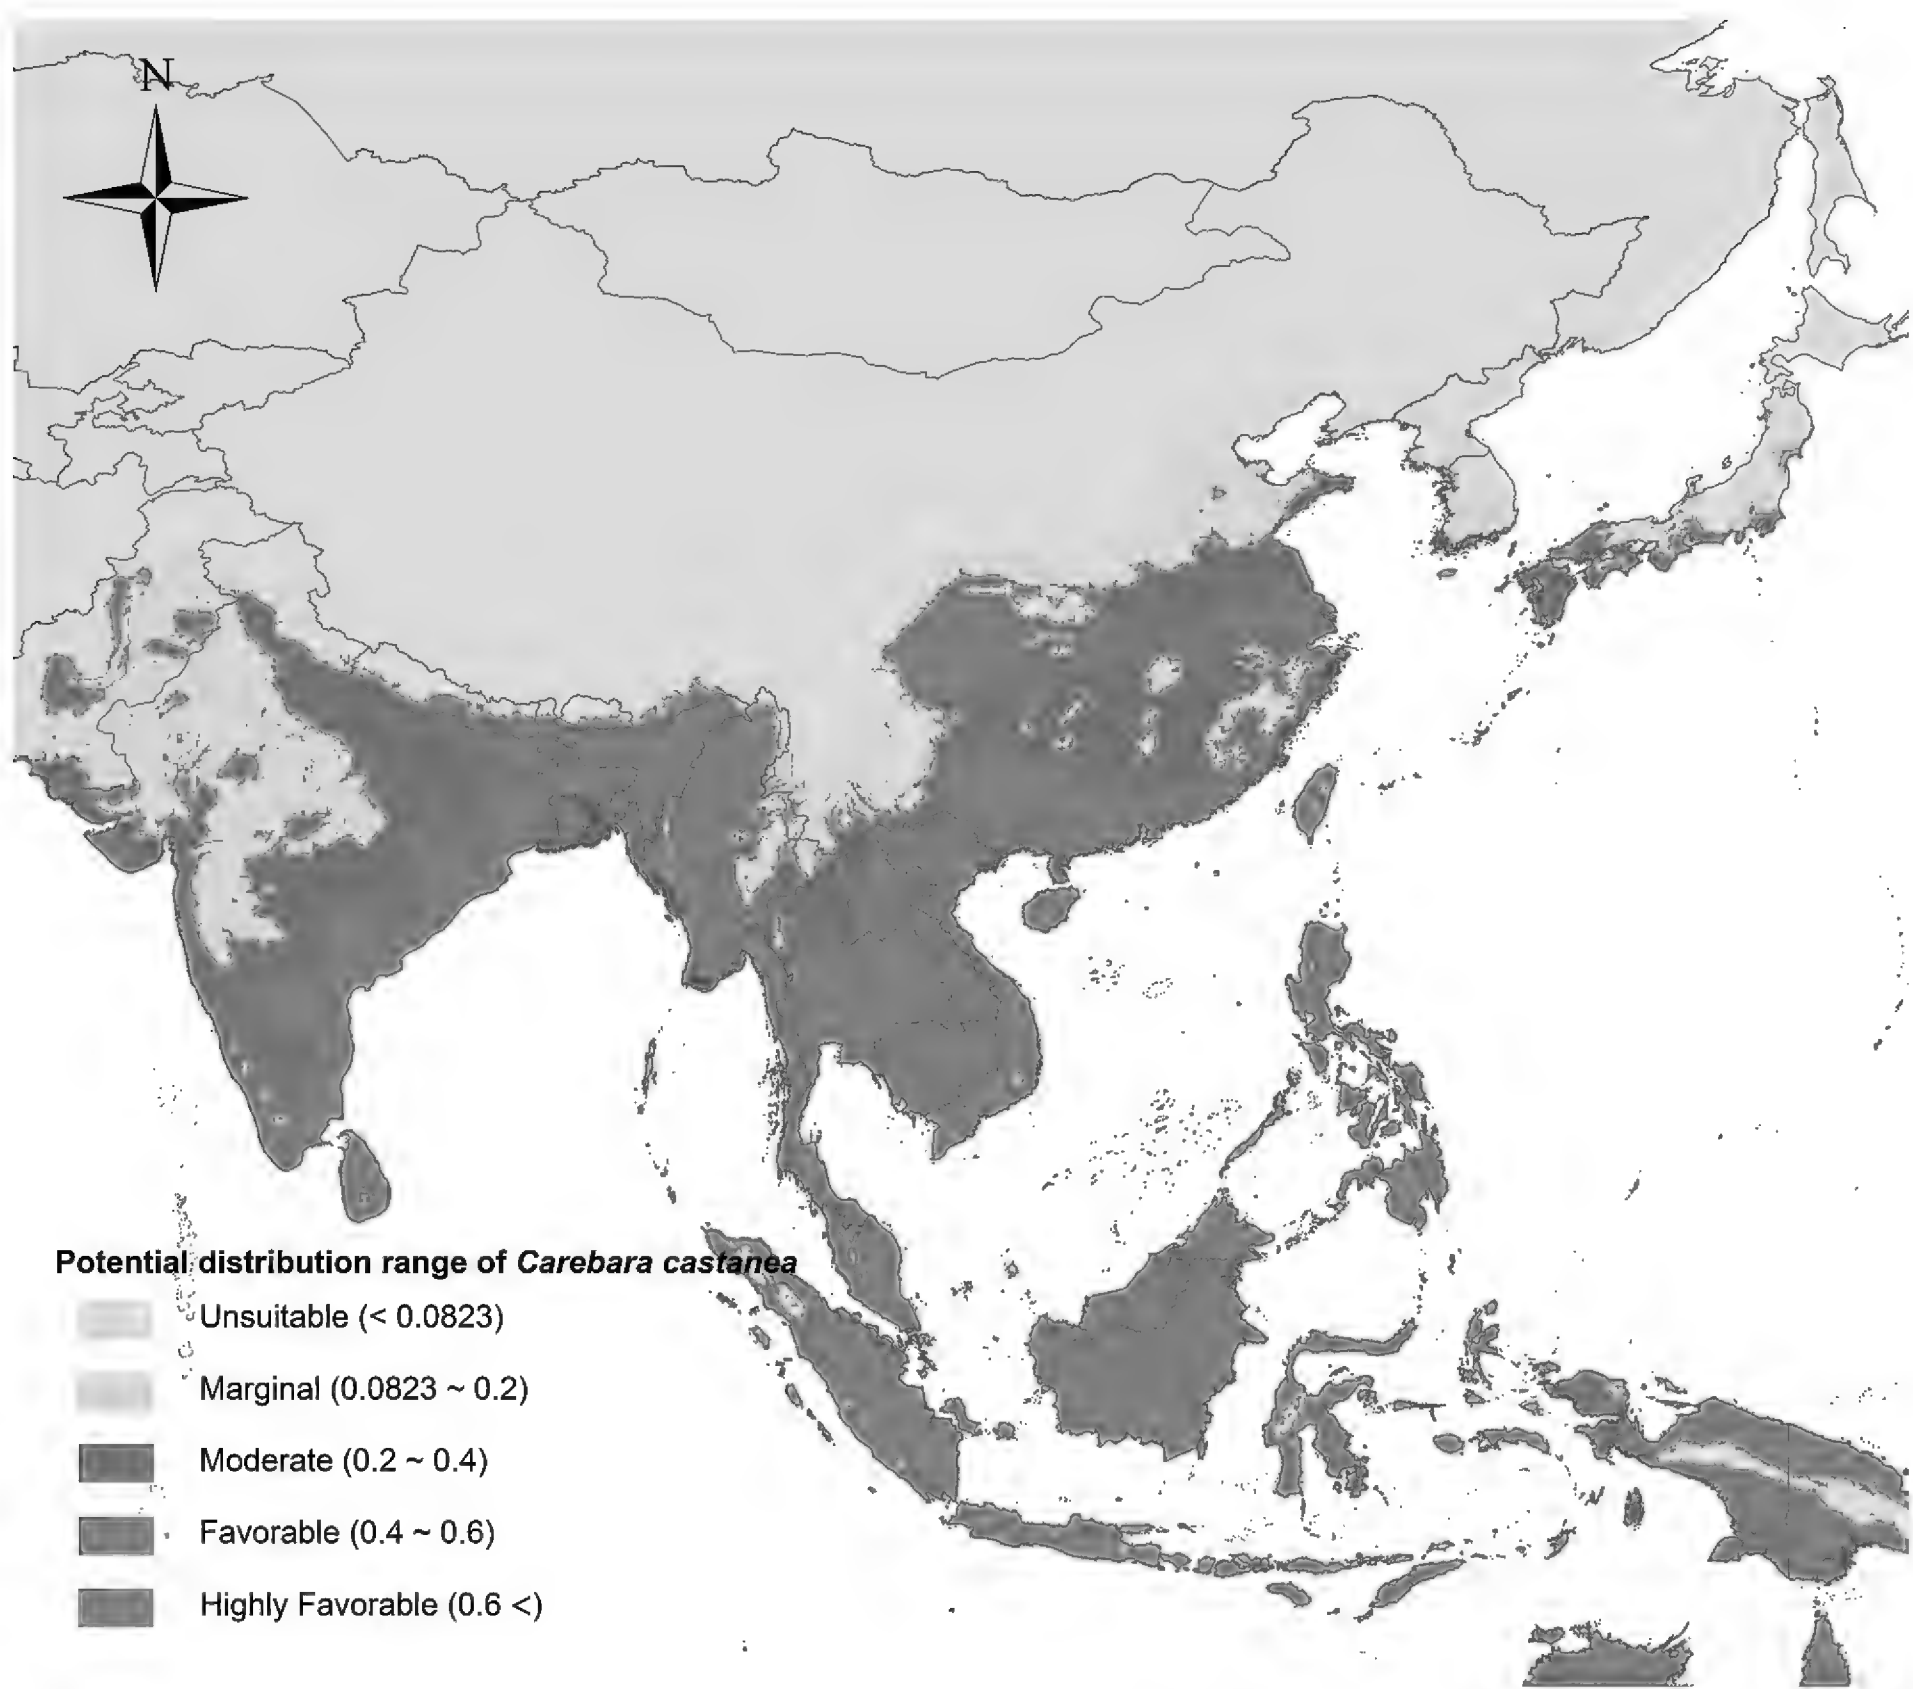 N
Potential distribution range of Carebara castanea
Unsuitable (< 0.0823)
Marginal (0.0823 ~ 0.2)
Moderate (0.2 ~ 0.4)
Favorable (0.4 ~ 0.6)
Highly Favorable (0.6 <)